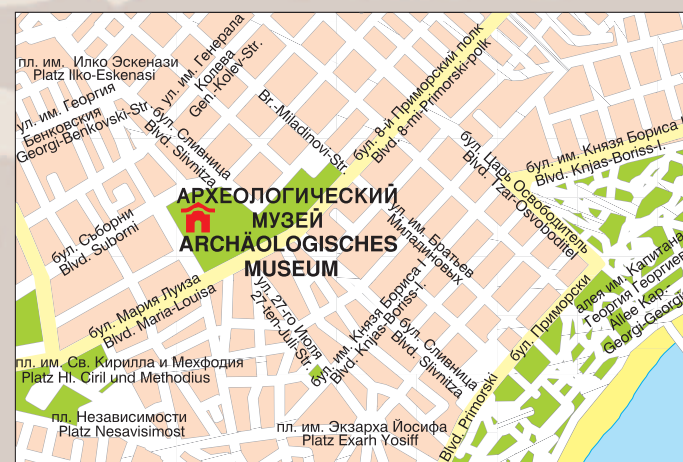 пл. им. Илко Эскенази
Platz Ilko-Eskenasi
ул. им. Георгия
Бенковския
Georgi-Benkovski-Str.
ул. им. Генерала
Колева
Gen.-Kolev-Str.
бул. Сливница
Blvd. Slivnitza
Br.-Miladinovi-Str.
бул. 8-й Приморский полк
Blvd. 8-mi-Primorski-polk
бул. Царь Освободитель
Blvd. Tzar-Osvoboditel
бул. им. Князя Бориса
Blvd. Knjas-Boriss-I.
АРХЕОЛОГИЧЕСКИЙ
МУЗЕЙ
ARCHÄOLOGISCHES
MUSEUM
ул. им. Братьев
Миладиновых
бул. Съборни
Blvd. Suborni
бул. Мария Луиза
Blvd. Maria-Louisa
ул. 27-го Июля
27-ten-Juli-Str.
бул. им. Князя Бориса I
Blvd. Knjas-Boriss-I.
бул. Сливница
Blvd. Slivnitza
бул. Приморски
Blvd. Primorski
алея им. Капитана
Георгия Георгиев
Allee Kap.-
Georgi-Georgi
пл. им. Св. Кирилла и Мехфодия
Platz Hl. Ciril und Methodius
пл. Независимости
Platz Nesavisimost
пл. им. Экзарха Йосифа
Platz Exarh Yosiff